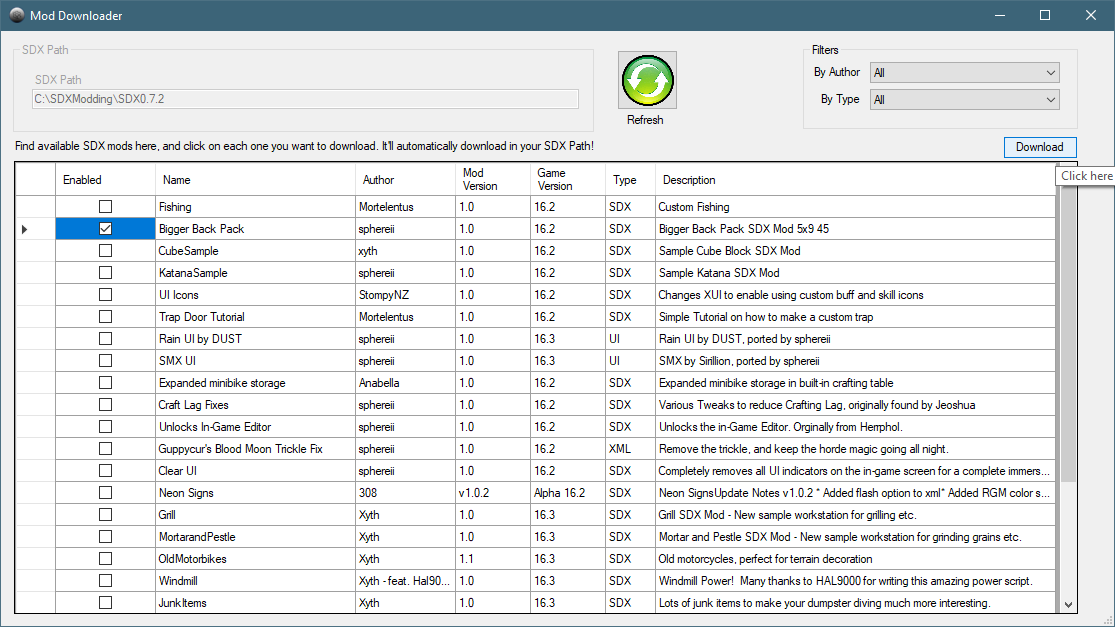 Mod Downloader
SDX Path
SDX Path
C:\SDXModding\SDX0.7.2
Refresh
Filters
By Author All
By Type All
Find available SDX mods here, and click on each one you want to download. It'll automatically download in your SDX Path!
Download
Click here
Enabled Name Author Mod Version Game Version Type Description
Fishing Mortelentus 1.0 16.2 SDX Custom Fishing
Bigger Back Pack sphereii 1.0 16.2 SDX Bigger Back Pack SDX Mod 5x9 45
CubeSample xyth 1.0 16.2 SDX Sample Cube Block SDX Mod
KatanaSample sphereii 1.0 16.2 SDX Sample Katana SDX Mod
UI Icons StompyNZ 1.0 16.2 SDX Changes XUI to enable using custom buff and skill icons
Trap Door Tutorial Mortelentus 1.0 16.2 SDX Simple Tutorial on how to make a custom trap
Rain UI by DUST sphereii 1.0 16.3 UI Rain UI by DUST, ported by sphereii
SMX UI sphereii 1.0 16.3 UI SMX by Sirillion, ported by sphereii
Expanded minibike storage Anabella 1.0 16.2 SDX Expanded minibike storage in built-in crafting table
Craft Lag Fixes sphereii 1.0 16.2 SDX Various Tweaks to reduce Crafting Lag, originally found by Jeoshua
Unlocks In-Game Editor sphereii 1.0 16.2 SDX Unlocks the in-Game Editor. Orginally from Herrphol.
Guppycur's Blood Moon Trickle Fix sphereii 1.0 16.2 XML Remove the trickle, and keep the horde magic going all night.
Clear UI sphereii 1.0 16.2 SDX Completely removes all UI indicators on the in-game screen for a complete immers...
Neon Signs 308 v1.0.2 Alpha 16.2 SDX Neon SignsUpdate Notes v1.0.2 * Added flash option to xml* Added RGM color s...
Grill Xyth 1.0 16.3 SDX Grill SDX Mod - New sample workstation for grilling etc.
MortarandPestle Xyth 1.0 16.3 SDX Mortar and Pestle SDX Mod - New sample workstation for grinding grains etc.
OldMotorbikes Xyth 1.1 16.3 SDX Old motorcycles, perfect for terrain decoration
Windmill Xyth - feat. Hal90... 1.0 16.3 SDX Windmill Power!  Many thanks to HAL9000 for writing this amazing power script.
JunkItems Xyth 1.0 16.3 SDX Lots of junk items to make your dumpster diving much more interesting.